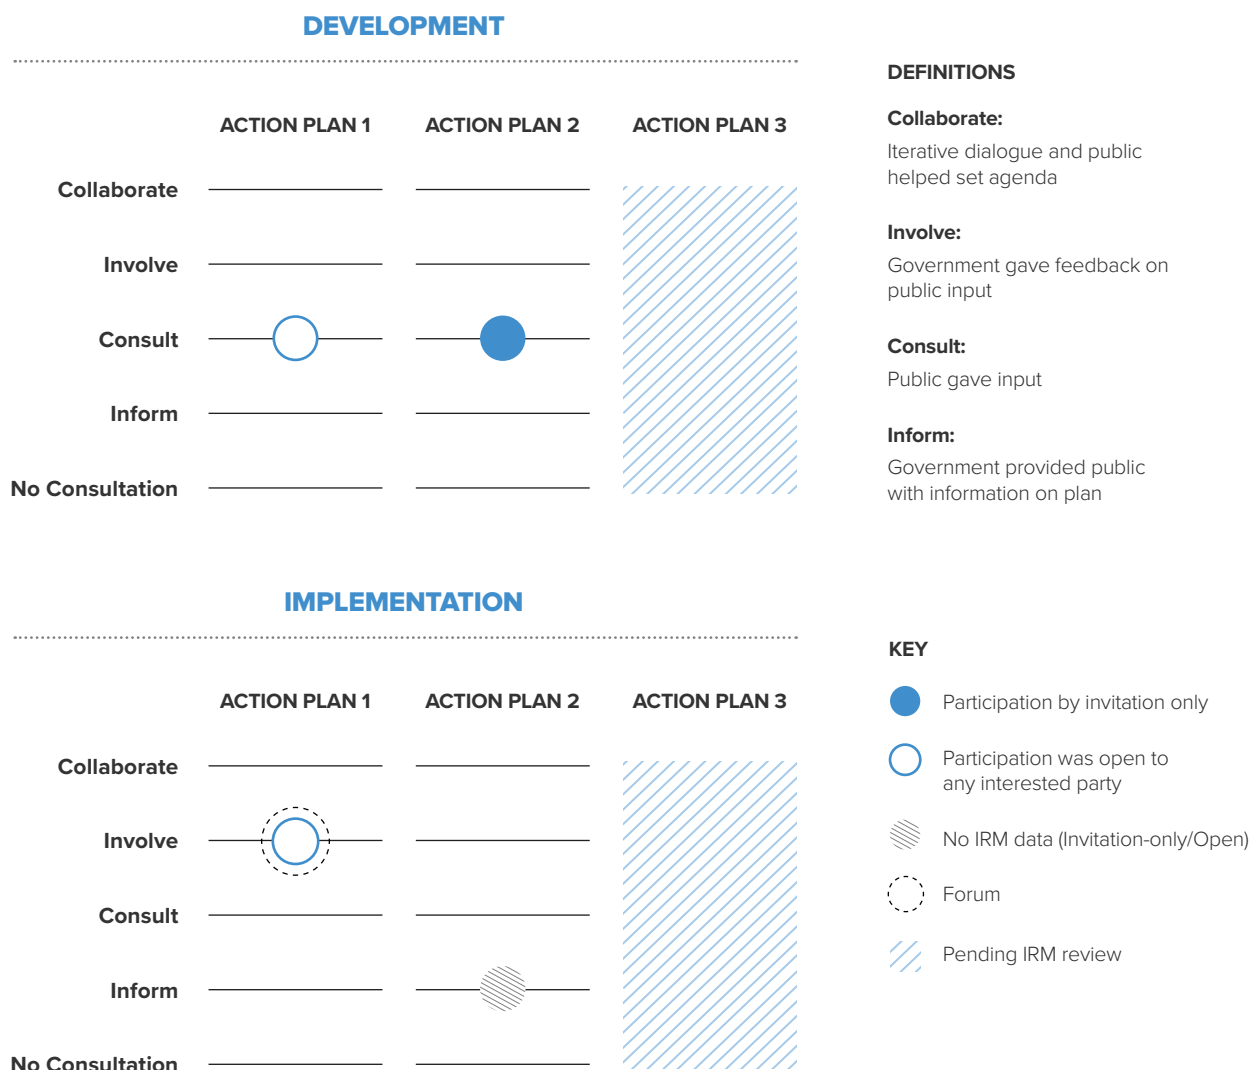 DEVELOPMENT
ACTION PLAN 1
ACTION PLAN 2
ACTION PLAN 3
Collaborate
Involve
Consult
Inform
No Consultation
DEFINITIONS
Collaborate:
Iterative dialogue and public
helped set agenda
Involve:
Government gave feedback on
public input
Consult:
Public gave input
Inform:
Government provided public
with information on plan
IMPLEMENTATION
ACTION PLAN 1
ACTION PLAN 2
ACTION PLAN 3
Collaborate
Involve
Consult
Inform
No Consultation
KEY
Participation by invitation only
Participation was open to
any interested party
No IRM data (Invitation-only/Open)
Forum
Pending IRM review